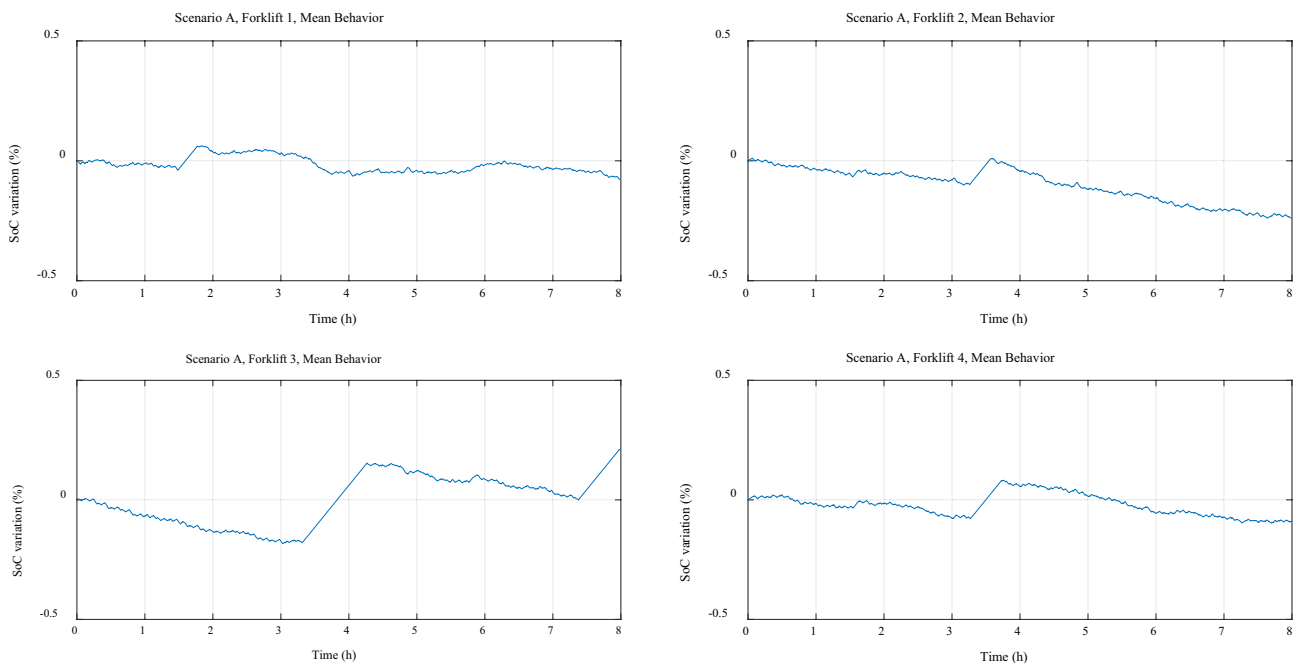 Scenario A, Forklift 1, Mean Behavior
0.5
0
-0.5
SoC variation (%)
0 1 2 3 4 5 6 7 8
Time (h)
Scenario A, Forklift 2, Mean Behavior
0.5
0
-0.5
SoC variation (%)
0 1 2 3 4 5 6 7 8
Time (h)
Scenario A, Forklift 3, Mean Behavior
0.5
0
-0.5
SoC variation (%)
0 1 2 3 4 5 6 7 8
Time (h)
Scenario A, Forklift 4, Mean Behavior
0.5
0
-0.5
SoC variation (%)
0 1 2 3 4 5 6 7 8
Time (h)